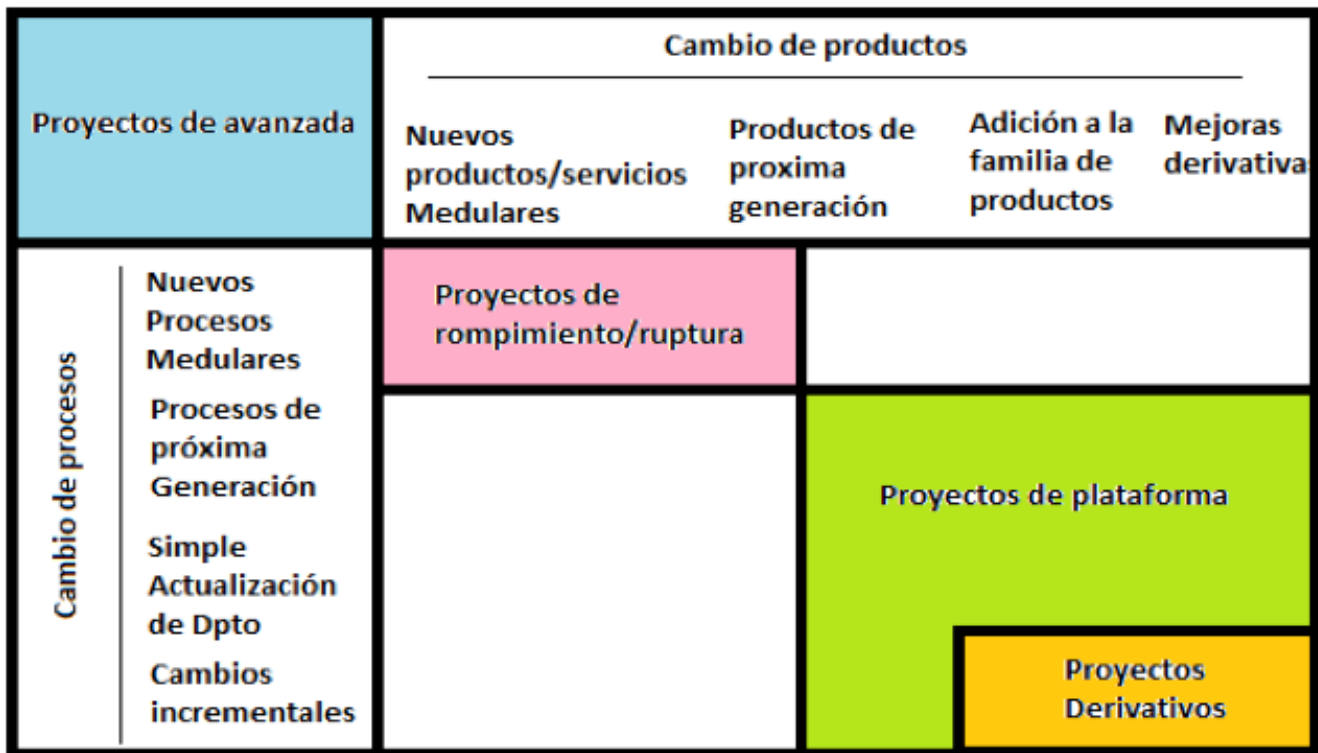 Proyectos de avanzada
Cambio de productos
Nuevos
productos/servicios
Medulares
Productos de
proxima
generación
Adición a la
familia de
productos
Mejoras
derivativas
Cambio de procesos
Nuevos
Procesos
Medulares
Procesos de
próxima
Generación
Simple
Actualización
de Dpto
Cambios
incrementales
Proyectos de
rompimiento/ruptura
Proyectos de plataforma
Proyectos
Derivativos